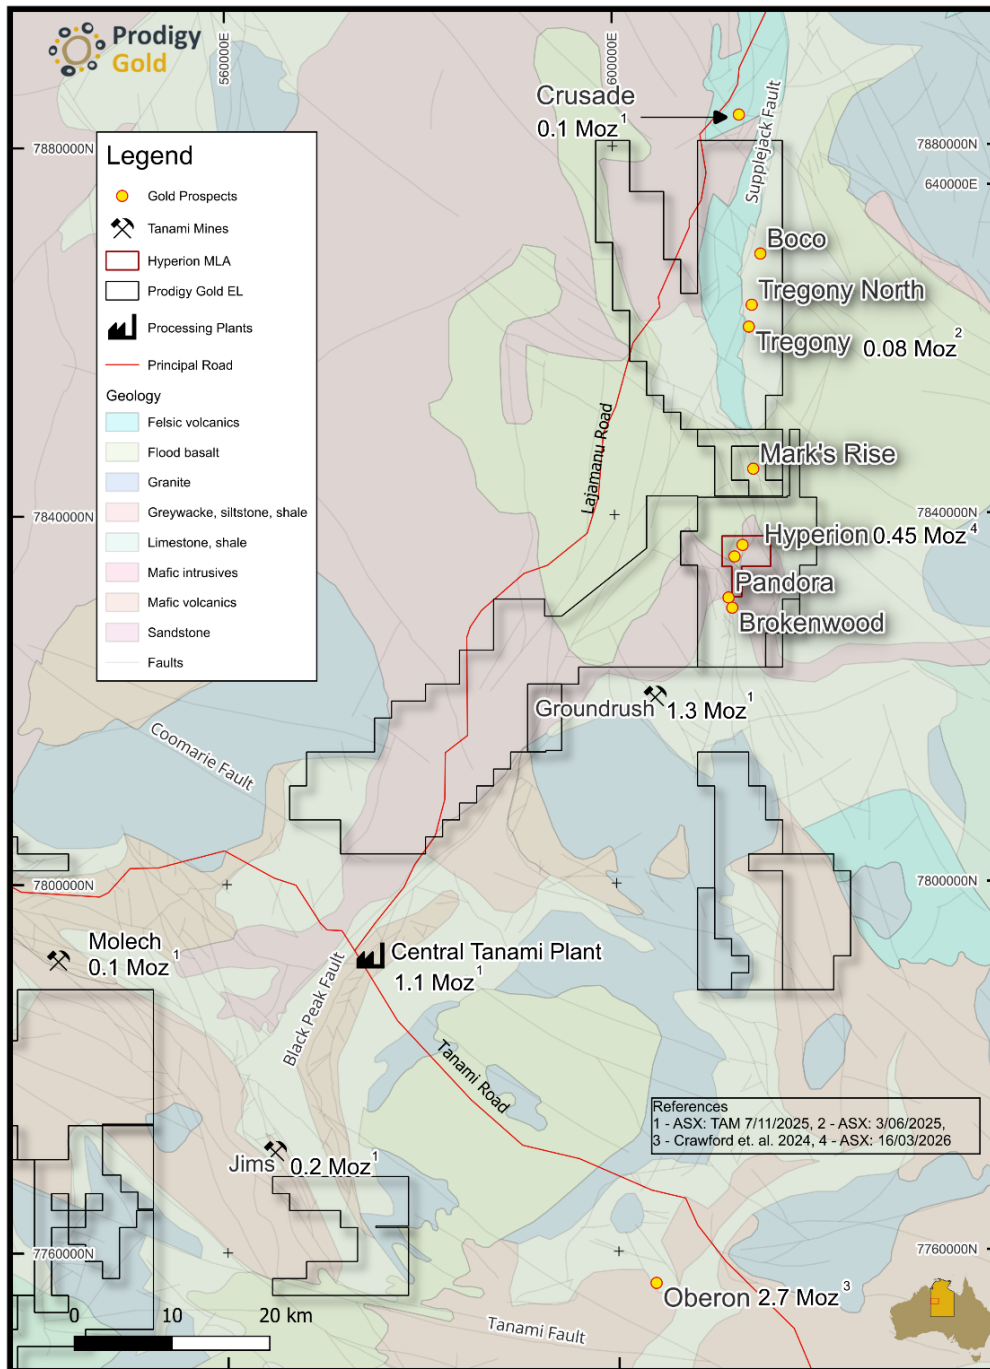 Prodigy
Gold
560000E
600000E
Crusade
0.1 Moz¹
7880000N
7880000N
640000E
Supplejack Fault
Legend
Gold Prospects
Tanami Mines
Hyperion MLA
Prodigy Gold EL
Processing Plants
Principal Road
Geology
Felsic volcanics
Flood basalt
Granite
Greywacke, siltstone, shale
Limestone, shale
Mafic intrusives
Mafic volcanics
Sandstone
Faults
Boco
Tregony North
Tregony
0.08 Moz²
Lajamanu Road
Mark's Rise
7840000N
7840000N
Hyperion 0.45 Moz⁴
Pandora
Brokenwood
Groundrush
1.3 Moz¹
Coomarie Fault
7800000N
7800000N
Molech
0.1 Moz¹
Central Tanami Plant
1.1 Moz¹
Black Peak Fault
Tanami Road
References
1 - ASX: TAM 7/11/2025, 2 - ASX: 3/06/2025,
3 - Crawford et. al. 2024, 4 - ASX: 16/03/2026
Jims 0.2 Moz¹
7760000N
7760000N
Oberon 2.7 Moz³
0 10 20 km
Tanami Fault